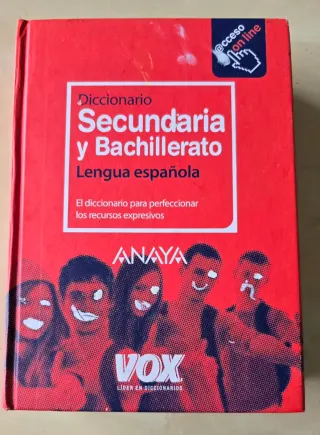 @cceso
on line
Diccionario
Secundaria
y Bachillerato
Lengua española
El diccionario para perfeccionar
los recursos expresivos
ANAYA
VOX
LÍDER EN DICCIONARIOS